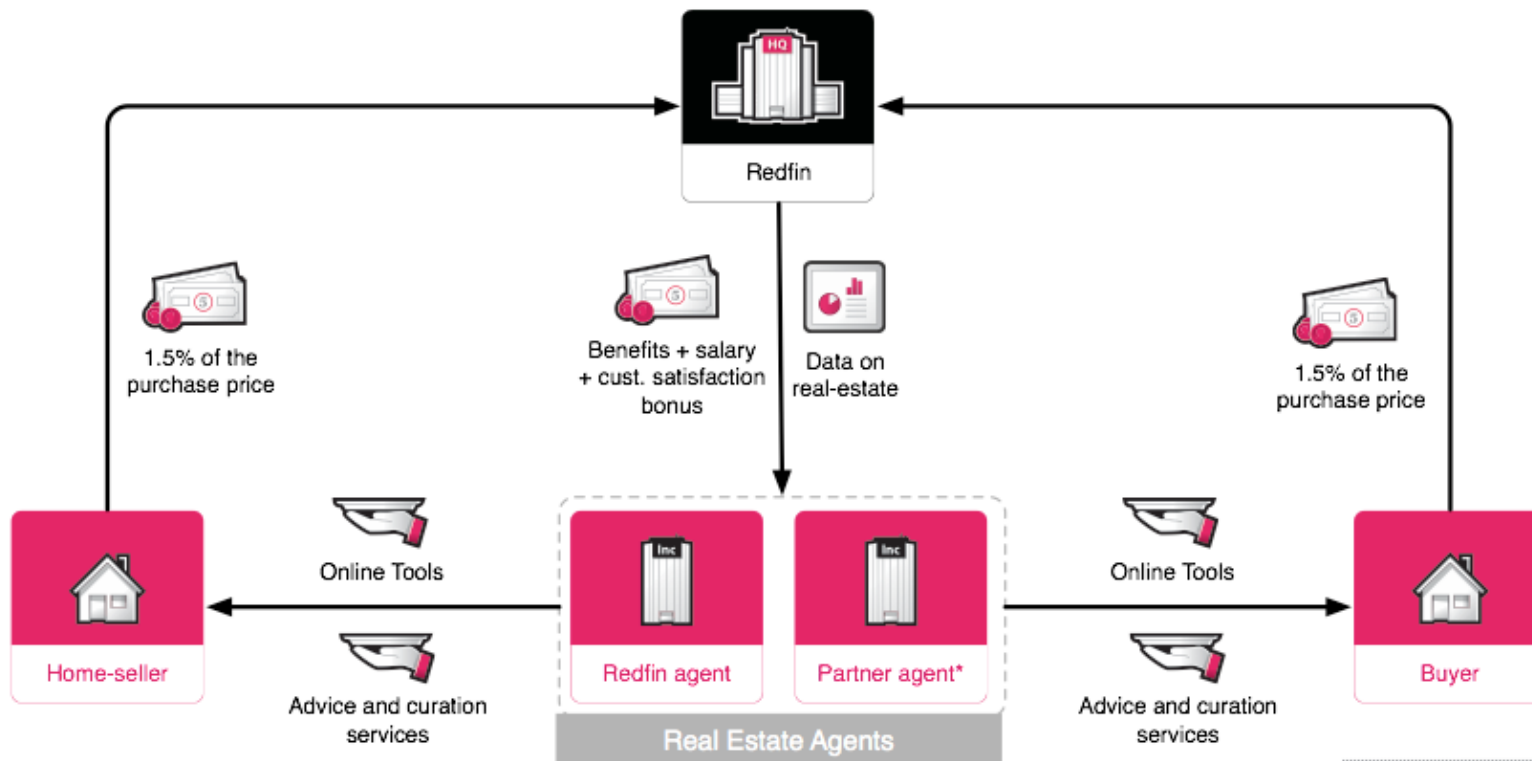 HQ
Redfin
1.5% of the
purchase price
Benefits + salary
+ cust. satisfaction
bonus
Data on
real-estate
1.5% of the
purchase price
Online Tools
Online Tools
Inc
Inc
Home-seller
Redfin agent
Partner agent*
Buyer
Advice and curation
services
Advice and curation
services
Real Estate Agents